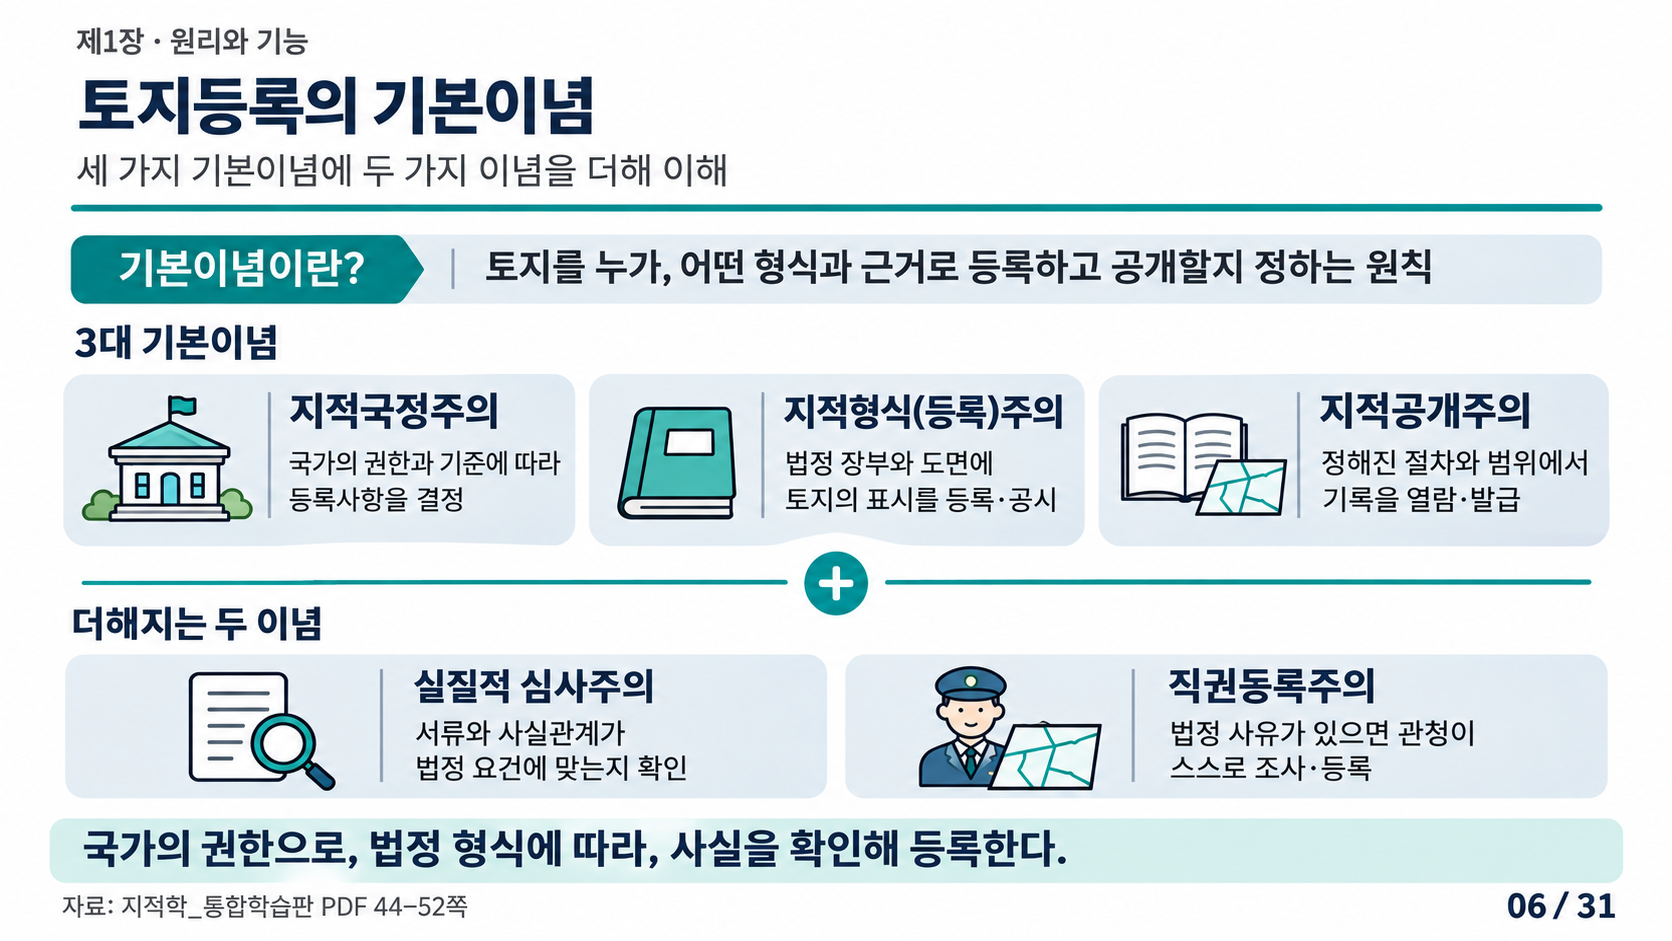 제1장 · 원리와 기능
토지등록의 기본이념
세 가지 기본이념에 두 가지 이념을 더해 이해
기본이념이란?
토지를 누가, 어떤 형식과 근거로 등록하고 공개할지 정하는 원칙
3대 기본이념
지적국정주의
국가의 권한과 기준에 따라
등록사항을 결정
지적형식(등록)주의
법정 장부와 도면에
토지의 표시를 등록·공시
지적공개주의
정해진 절차와 범위에서
기록을 열람·발급
더해지는 두 이념
실질적 심사주의
서류와 사실관계가
법정 요건에 맞는지 확인
직권등록주의
법정 사유가 있으면 관청이
스스로 조사·등록
국가의 권한으로, 법정 형식에 따라, 사실을 확인해 등록한다.
자료: 지적학_통합학습판 PDF 44–52쪽
06 / 31